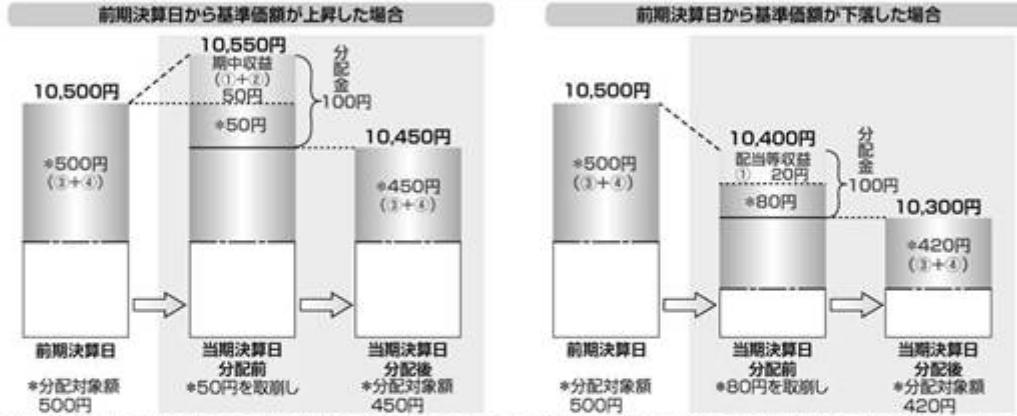 前期決算日から基準価額が上昇した場合
10,550円
期中収益
(①+②)
50円
*50円
分配金
100円
10,500円
*500円
(③+④)
10,450円
*450円
(③+④)
前期決算日
*分配対象額
500円
当期決算日
分配前
*50円を取崩し
当期決算日
分配後
*分配対象額
450円
前期決算日から基準価額が下落した場合
10,500円
*500円
(③+④)
10,400円
配当等収益
① 20円
*80円
分配金
100円
10,300円
*420円
(③+④)
前期決算日
*分配対象額
500円
当期決算日
分配前
*80円を取崩し
当期決算日
分配後
*分配対象額
420円